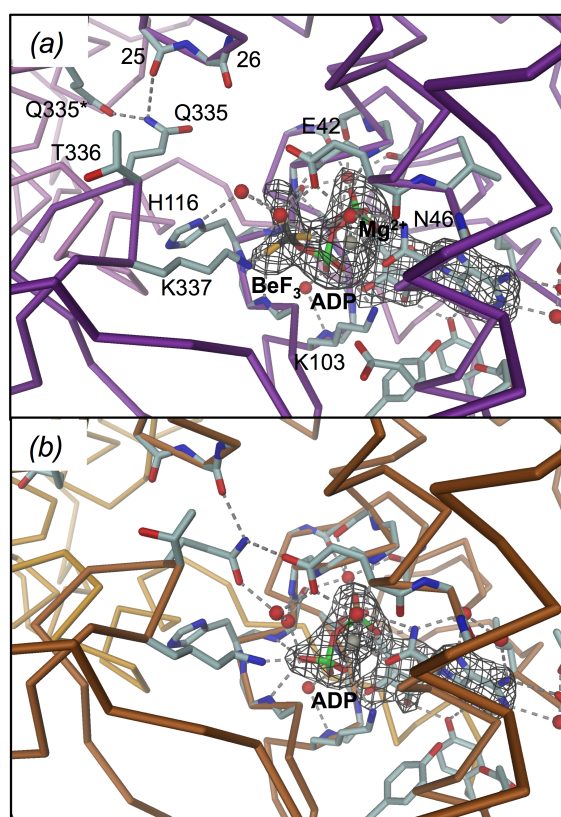 (a)
25
26
Q335*
Q335
E42
T336
H116
N46
Mg²⁺
K337
BeF₃
ADP
K103
(b)
ADP